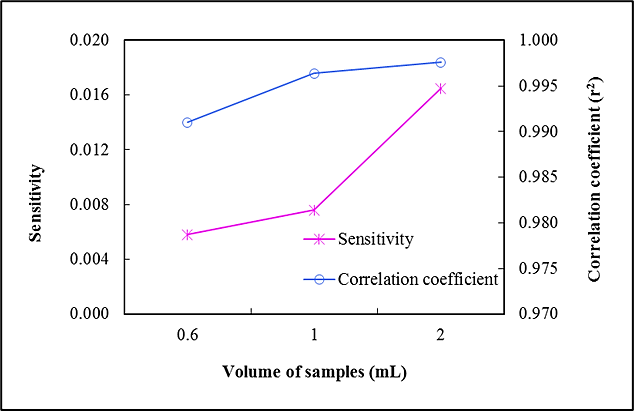 0.020
0.016
0.012
0.008
0.004
0.000
Sensitivity
1.000
0.995
0.990
0.985
0.980
0.975
0.970
Correlation coefficient (r²)
Sensitivity
Correlation coefficient
0.6 1 2
Volume of samples (mL)